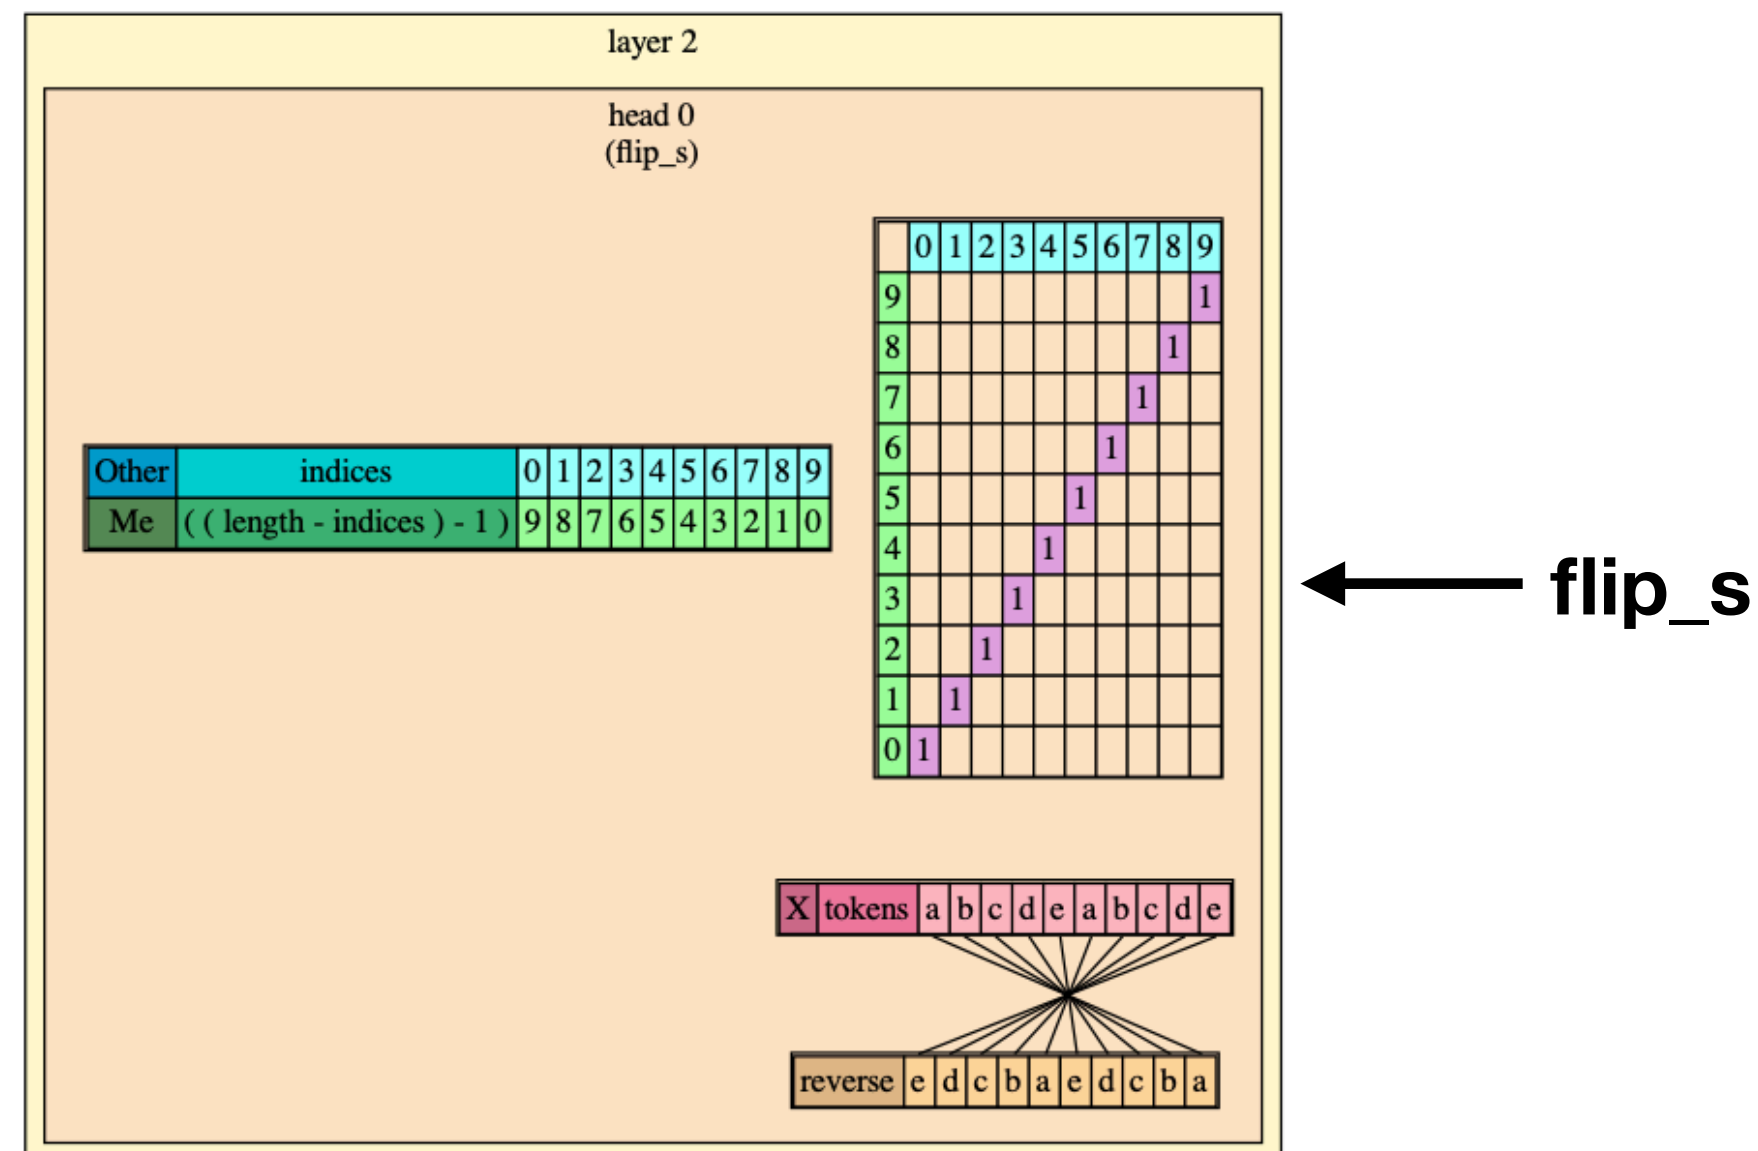 layer 2
head 0
(flip_s)
0 1 2 3 4 5 6 7 8 9
9 1
8 1
7 1
6 1
5 1
4 1
3 1
2 1
1 1
0 1
Other indices 0 1 2 3 4 5 6 7 8 9
Me ( ( length - indices ) - 1 ) 9 8 7 6 5 4 3 2 1 0
flip_s
X tokens a b c d e a b c d e
reverse e d c b a e d c b a